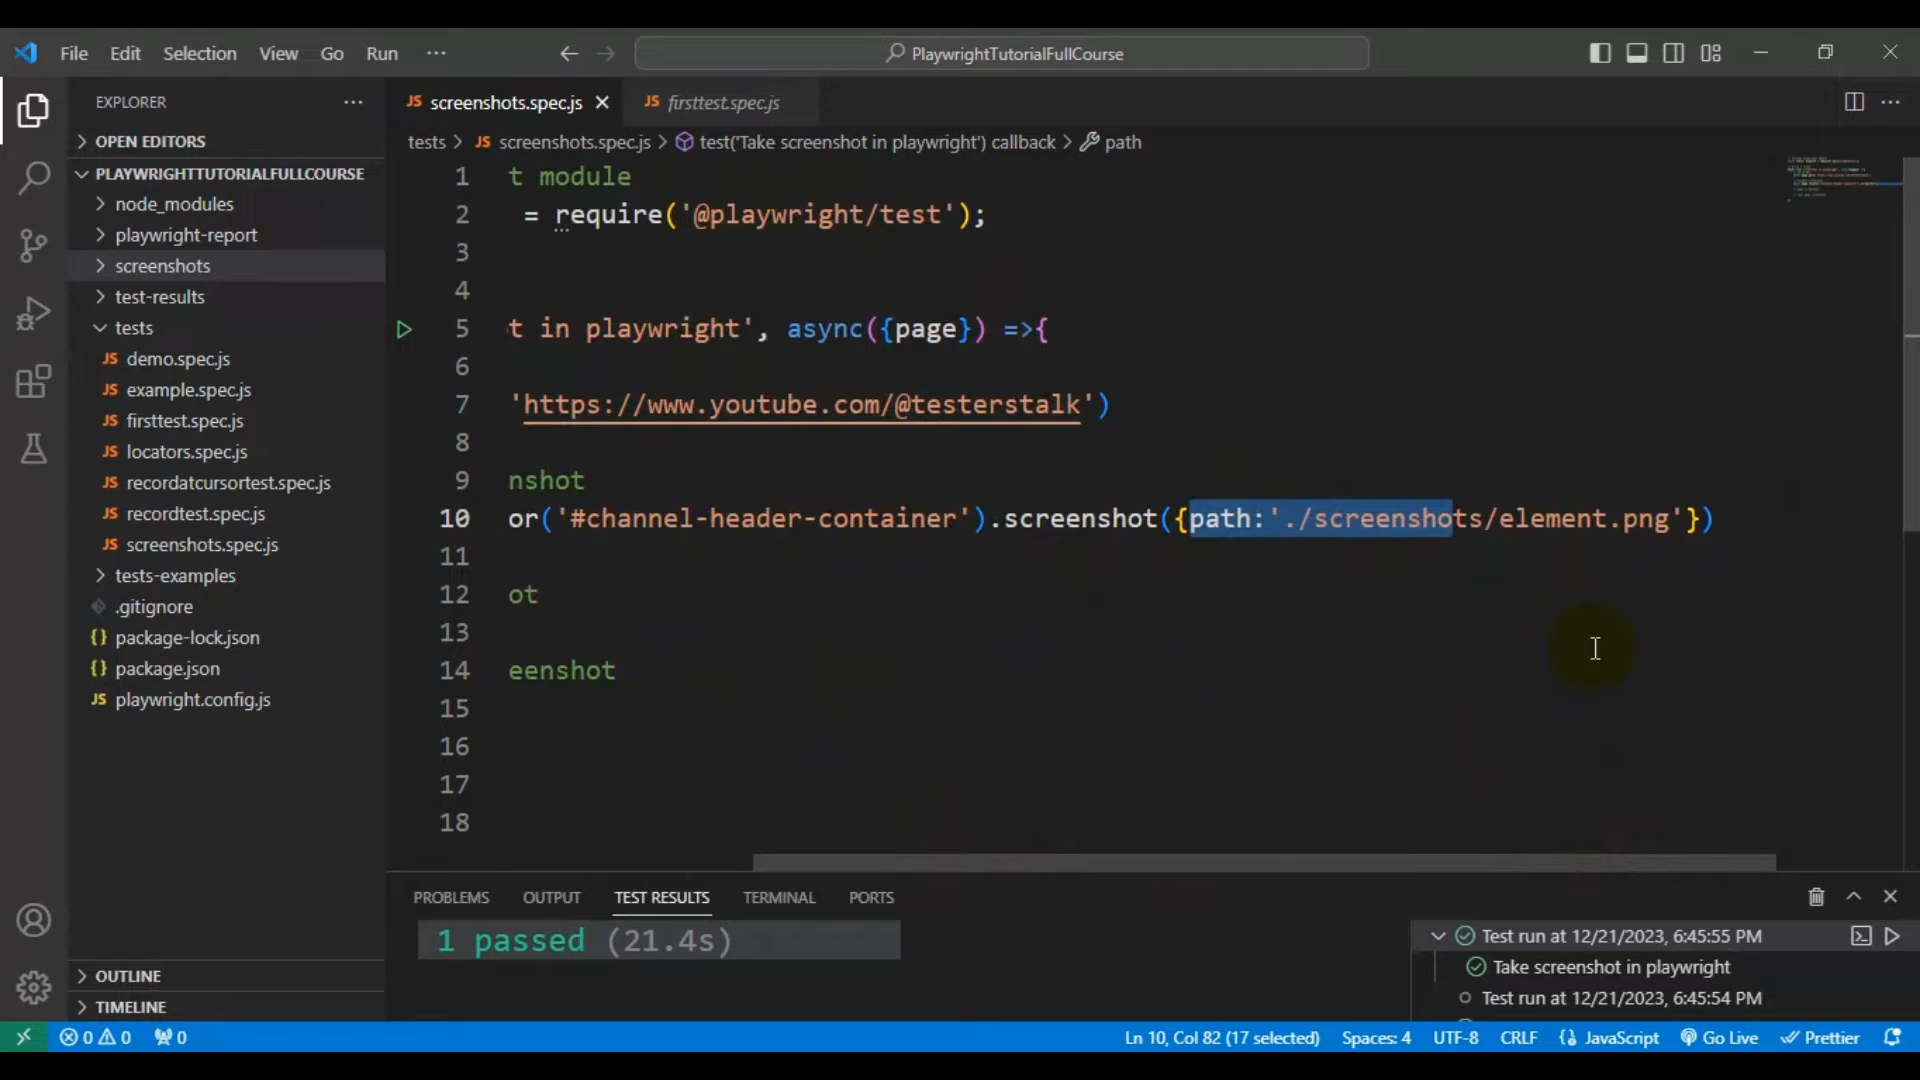 File Edit Selection View Go Run ···
PlaywrightTutorialFullCourse
EXPLORER ···
JS screenshots.spec.js
JS firsttest.spec.js
OPEN EDITORS
tests > JS screenshots.spec.js > test('Take screenshot in playwright') callback > path
PLAYWRIGHTTUTORIALFULLCOURSE
node_modules
playwright-report
screenshots
test-results
tests
JS demo.spec.js
JS example.spec.js
JS firsttest.spec.js
JS locators.spec.js
JS recordatcursortest.spec.js
JS recordtest.spec.js
JS screenshots.spec.js
tests-examples
.gitignore
{} package-lock.json
{} package.json
JS playwright.config.js
OUTLINE
TIMELINE
1 t module
2 = require('@playwright/test');
3
4
5 t in playwright', async({page}) =>{
6
7 'https://www.youtube.com/@testerstalk')
8
9 nshot
10 or('#channel-header-container').screenshot({path:'./screenshots/element.png'})
11
12 ot
13
14 eenshot
15
16
17
18
PROBLEMS OUTPUT TEST RESULTS TERMINAL PORTS
1 passed (21.4s)
Test run at 12/21/2023, 6:45:55 PM
Take screenshot in playwright
Test run at 12/21/2023, 6:45:54 PM
0 0 0 Ln 10, Col 82 (17 selected) Spaces: 4 UTF-8 CRLF JavaScript Go Live Prettier